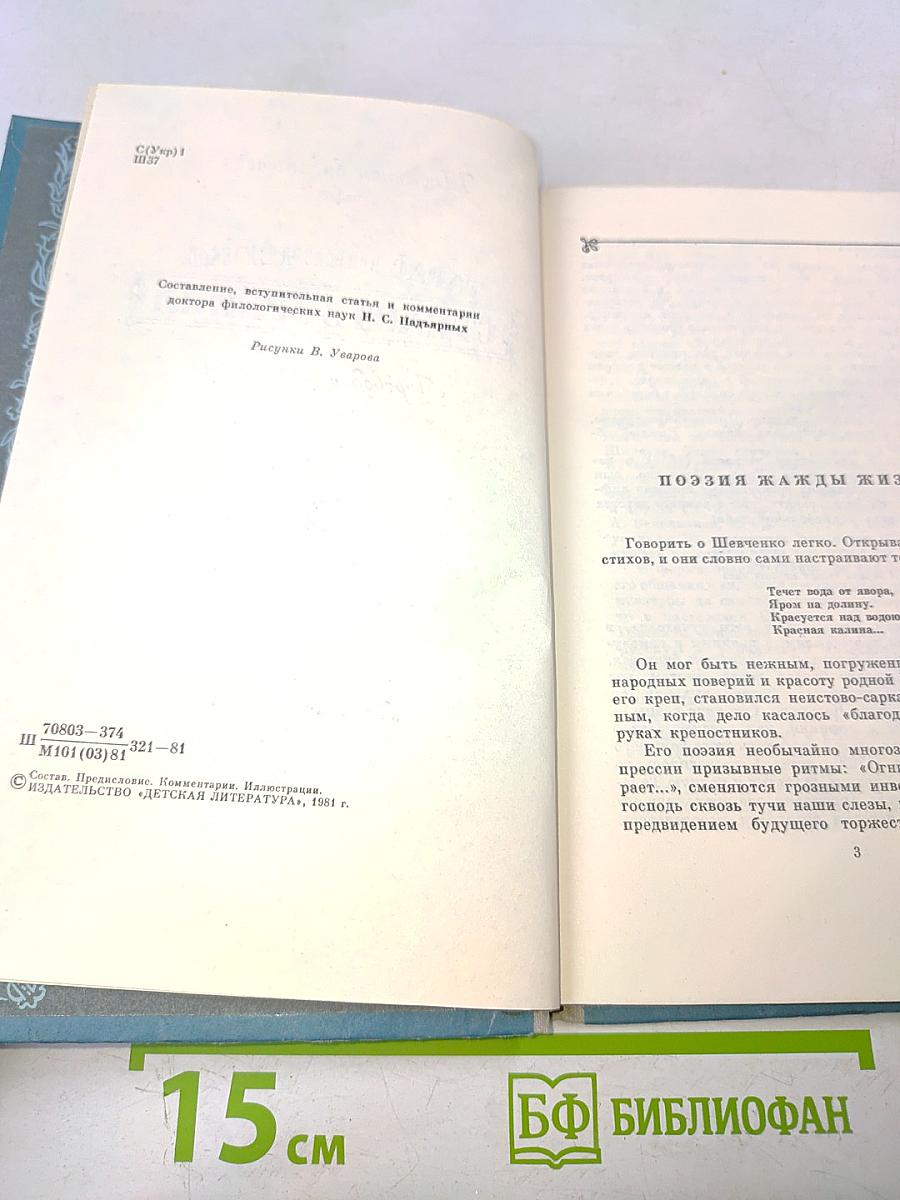 С(Укр)1
Ш37
Составление, вступительная статья и комментарии
доктора филологических наук Н. С. Надъярных
Рисунки В. Уварова
Ш 70803—374
М101(03)81 321—81
© Состав. Предисловие. Комментарии. Иллюстрации.
ИЗДАТЕЛЬСТВО «ДЕТСКАЯ ЛИТЕРАТУРА», 1981 г.
ПОЭЗИЯ ЖАЖДЫ ЖИЗ
Говорить о Шевченко легко. Открыва
стихов, и они словно сами настраивают т
Течет вода от явора,
Яром на долину.
Красуется над водою
Красная калина...
Он мог быть нежным, погружен
народных поверий и красоту родной
его креп, становился неистово-сарка
ным, когда дело касалось «благод
руках крепостников.
Его поэзия необычайно многоз
прессии призывные ритмы: «Огн
рает...», сменяются грозными инве
господь сквозь тучи наши слезы,
предвидением будущего торжест
3
15 см
БФ БИБЛИОФАН